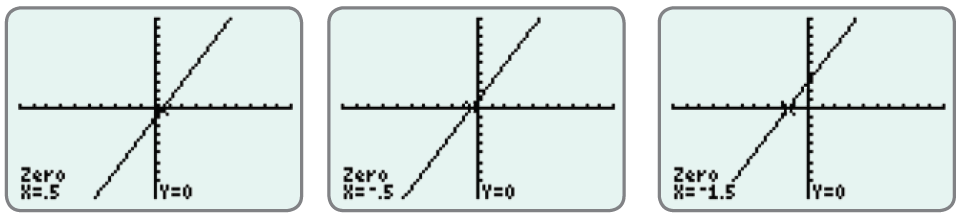 Zero
X=.5 Y=0
Zero
X=-.5 Y=0
Zero
X=-1.5 Y=0